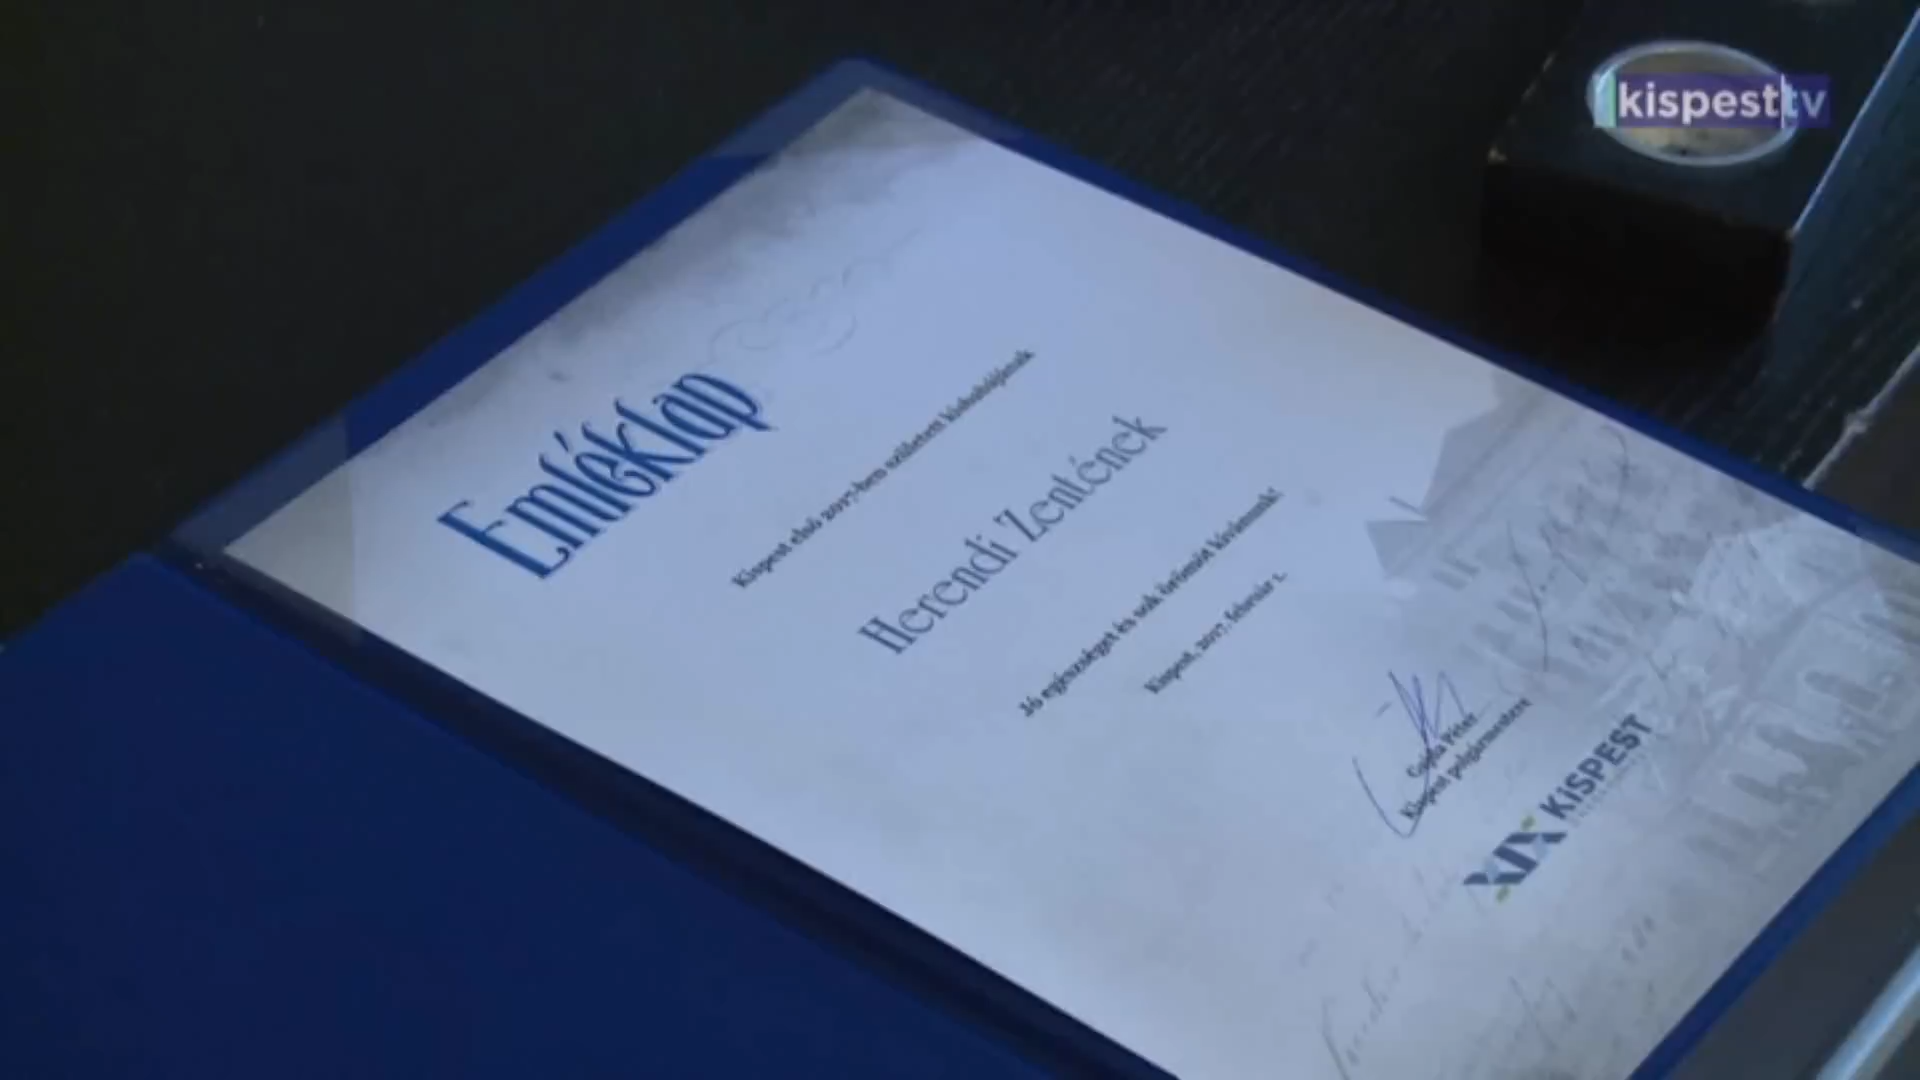 kispest tv
Emléklap
Kispest első 2017-ben született kisbabájának
Herendi Zentének
Jó egészséget és sok örömöt kívánunk!
Kispest, 2017. február 1.
Gajda Péter
Kispest polgármestere
XIX KiSPEST